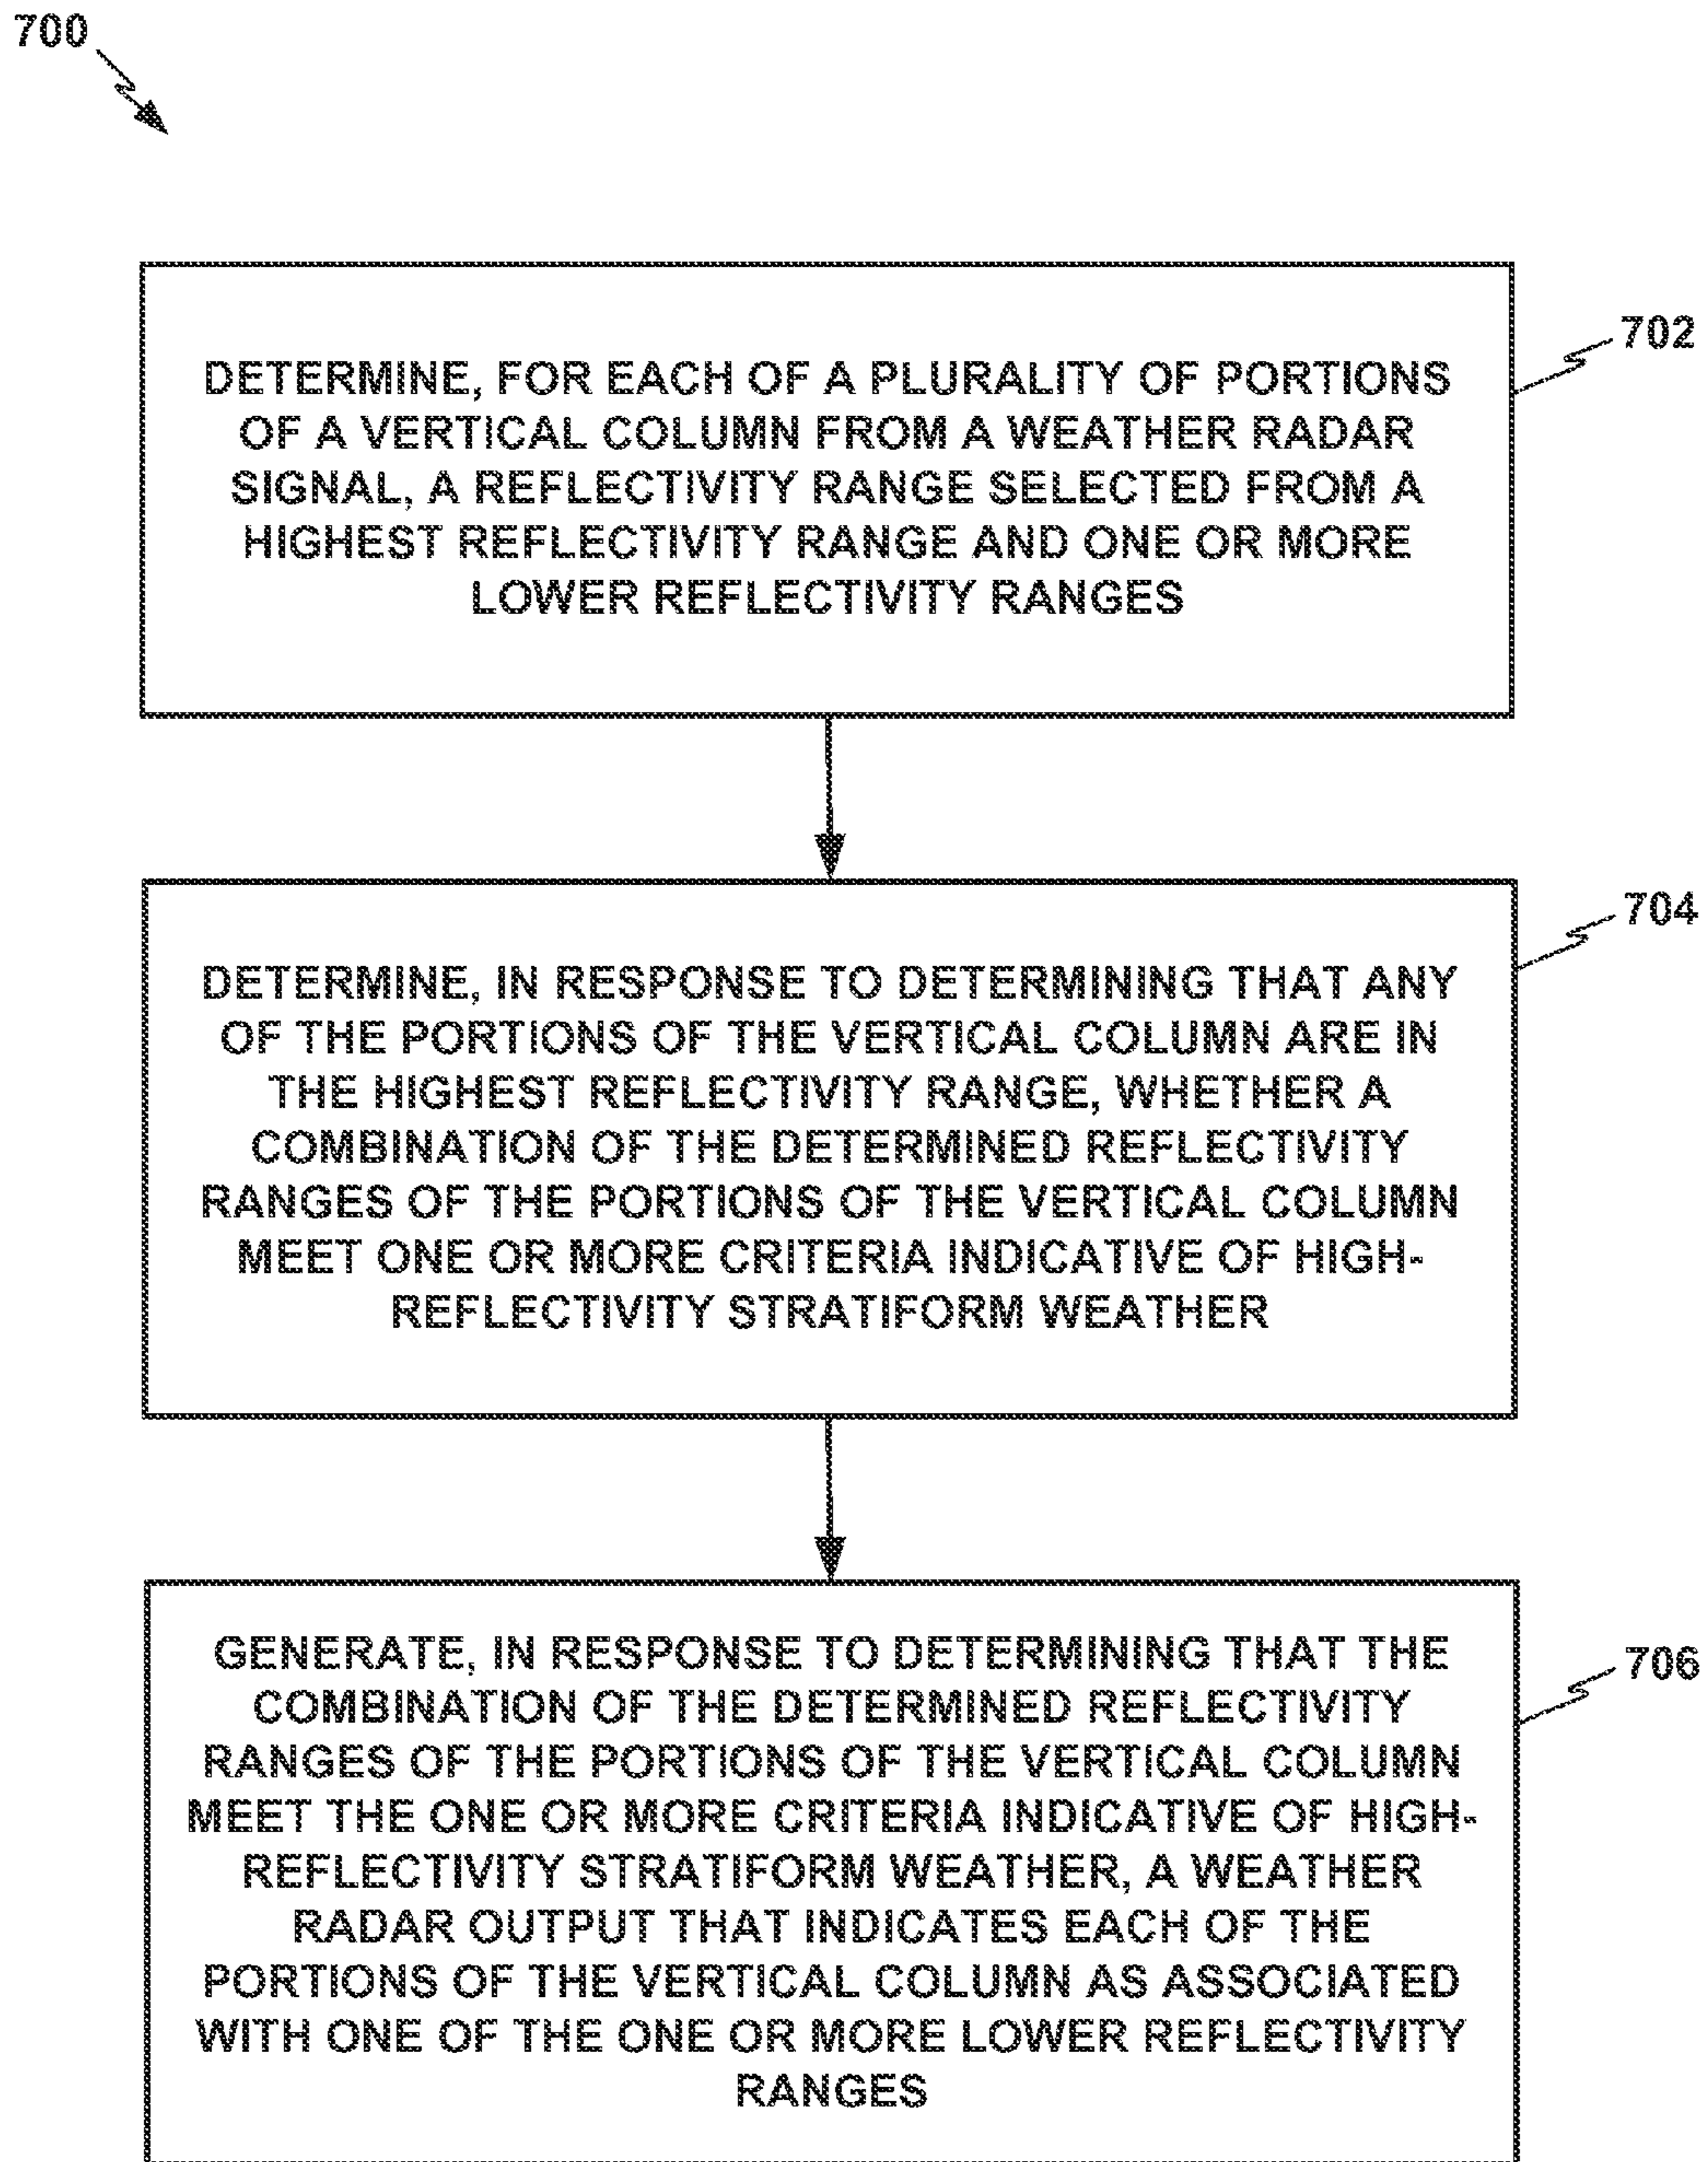 700
702
DETERMINE, FOR EACH OF A PLURALITY OF PORTIONS
OF A VERTICAL COLUMN FROM A WEATHER RADAR
SIGNAL, A REFLECTIVITY RANGE SELECTED FROM A
HIGHEST REFLECTIVITY RANGE AND ONE OR MORE
LOWER REFLECTIVITY RANGES
704
DETERMINE, IN RESPONSE TO DETERMINING THAT ANY
OF THE PORTIONS OF THE VERTICAL COLUMN ARE IN
THE HIGHEST REFLECTIVITY RANGE, WHETHER A
COMBINATION OF THE DETERMINED REFLECTIVITY
RANGES OF THE PORTIONS OF THE VERTICAL COLUMN
MEET ONE OR MORE CRITERIA INDICATIVE OF HIGH-
REFLECTIVITY STRATIFORM WEATHER
706
GENERATE, IN RESPONSE TO DETERMINING THAT THE
COMBINATION OF THE DETERMINED REFLECTIVITY
RANGES OF THE PORTIONS OF THE VERTICAL COLUMN
MEET THE ONE OR MORE CRITERIA INDICATIVE OF HIGH-
REFLECTIVITY STRATIFORM WEATHER, A WEATHER
RADAR OUTPUT THAT INDICATES EACH OF THE
PORTIONS OF THE VERTICAL COLUMN AS ASSOCIATED
WITH ONE OF THE ONE OR MORE LOWER REFLECTIVITY
RANGES